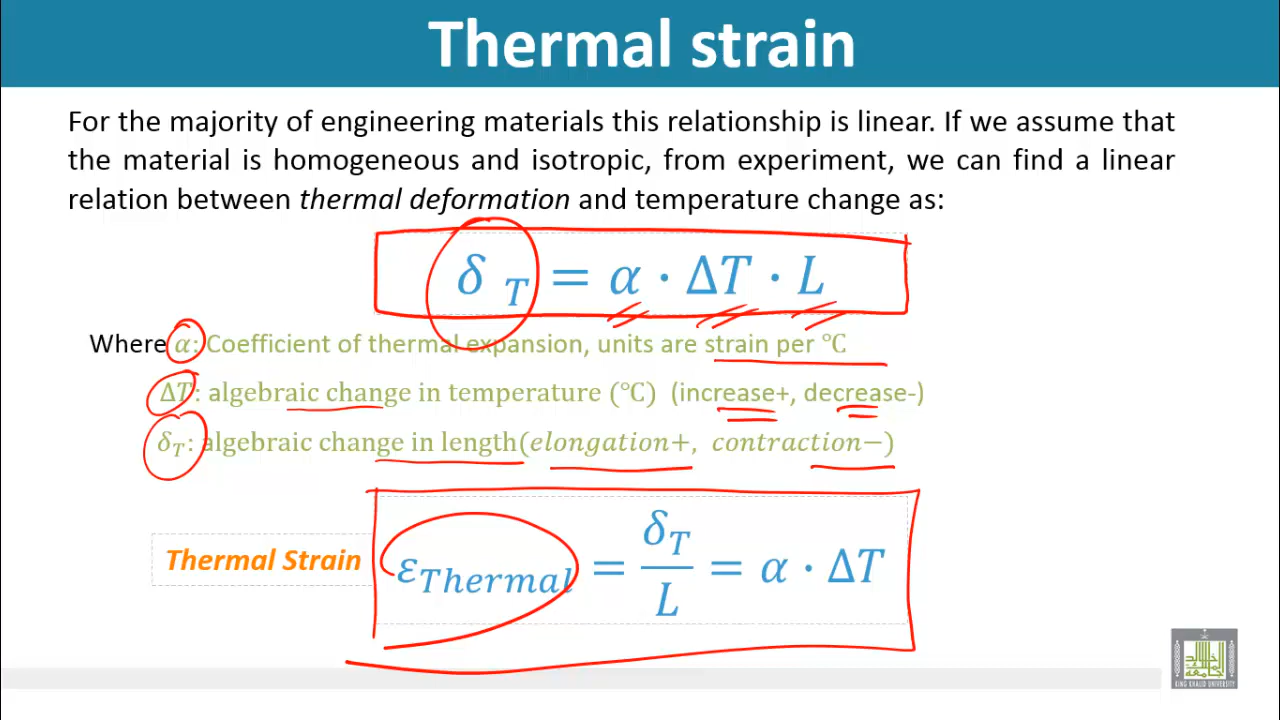 Thermal strain
For the majority of engineering materials this relationship is linear. If we assume that
the material is homogeneous and isotropic, from experiment, we can find a linear
relation between thermal deformation and temperature change as:
δ T = α · ΔT · L
Where α: Coefficient of thermal expansion, units are strain per °C
ΔT: algebraic change in temperature (°C) (increase+, decrease-)
δT: algebraic change in length(elongation+, contraction−)
Thermal Strain
εThermal = δT / L = α · ΔT
KING KHALID UNIVERSITY